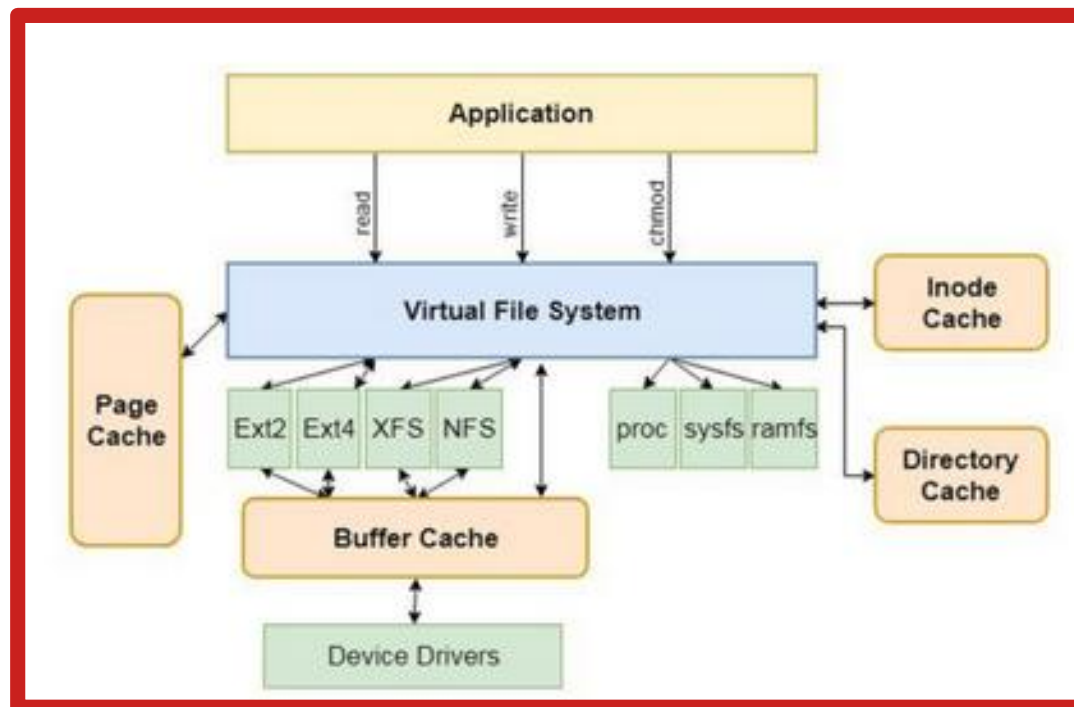 Application
read
write
chmod
Virtual File System
Inode
Cache
Page
Cache
Ext2
Ext4
XFS
NFS
proc
sysfs
ramfs
Directory
Cache
Buffer Cache
Device Drivers